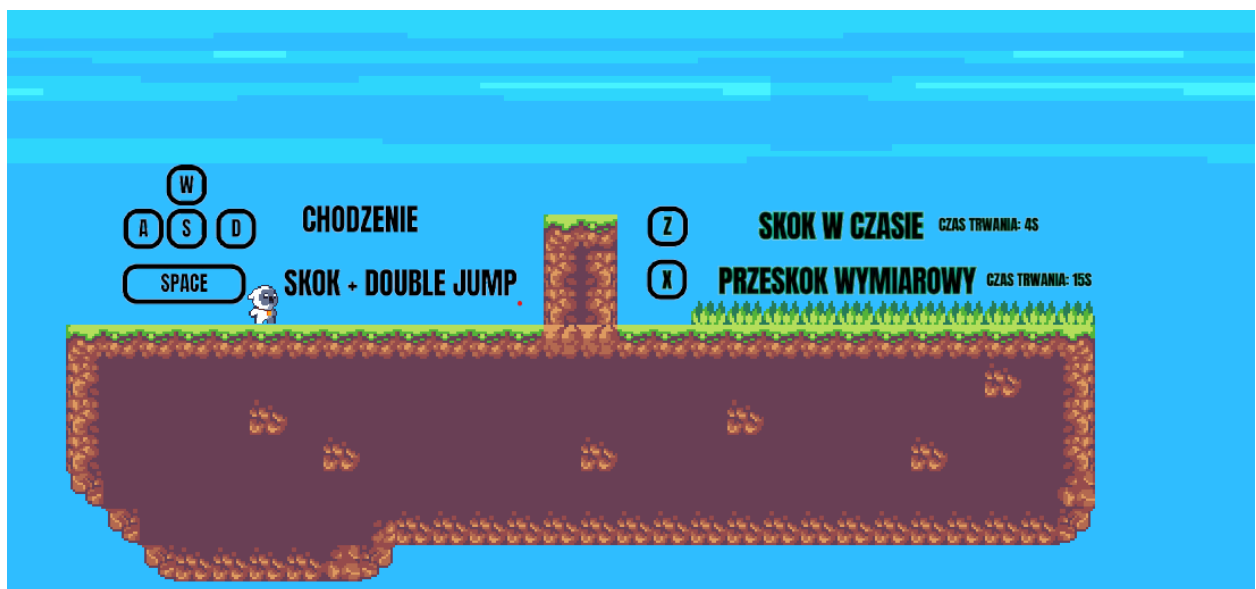 W
A S D CHODZENIE
SPACE SKOK + DOUBLE JUMP
Z SKOK W CZASIE CZAS TRWANIA: 4S
X PRZESKOK WYMIAROWY CZAS TRWANIA: 15S